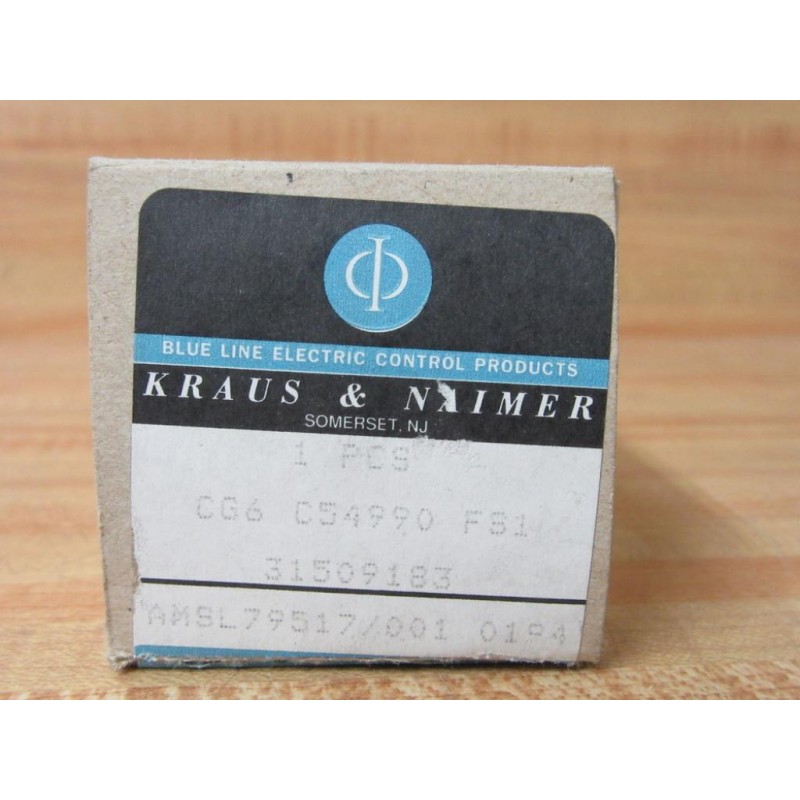 BLUE LINE ELECTRIC CONTROL PRODUCTS
KRAUS & NAIMER
SOMERSET, NJ
1 PCS
CG6 C54990 FS1
31509183
AMSL79517/001 0194